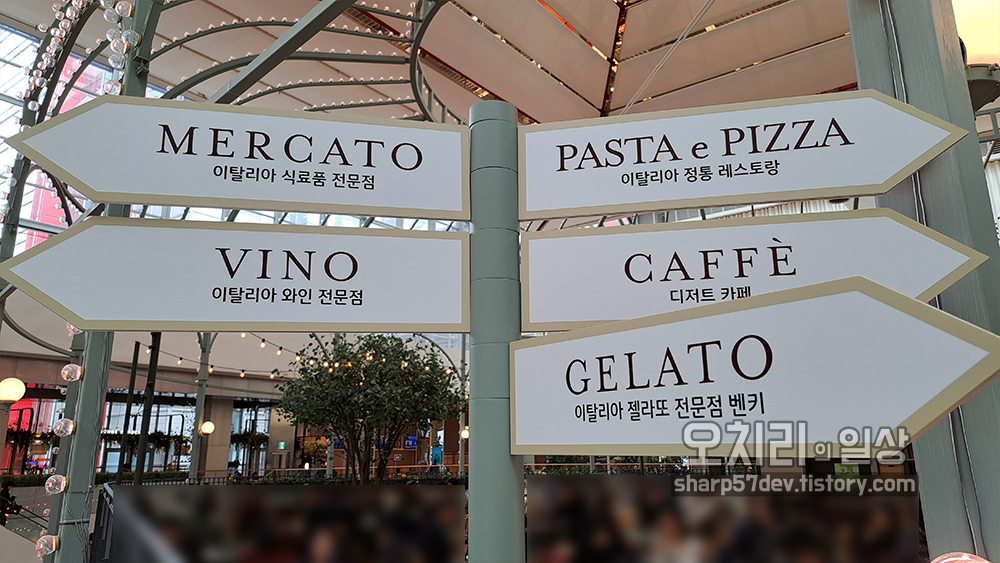 MERCATO
이탈리아 식료품 전문점
VINO
이탈리아 와인 전문점
PASTA e PIZZA
이탈리아 정통 레스토랑
CAFFÈ
디저트 카페
GELATO
이탈리아 젤라또 전문점 벤키
우치리의 일상
sharp57dev.tistory.com